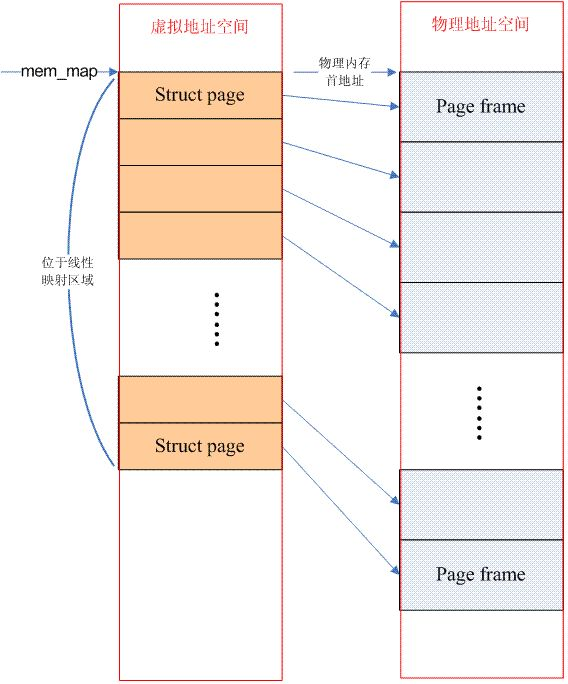 虚拟地址空间
物理地址空间
mem_map
物理内存
首地址
Struct page
Page frame
位于线性
映射区域
Struct page
Page frame